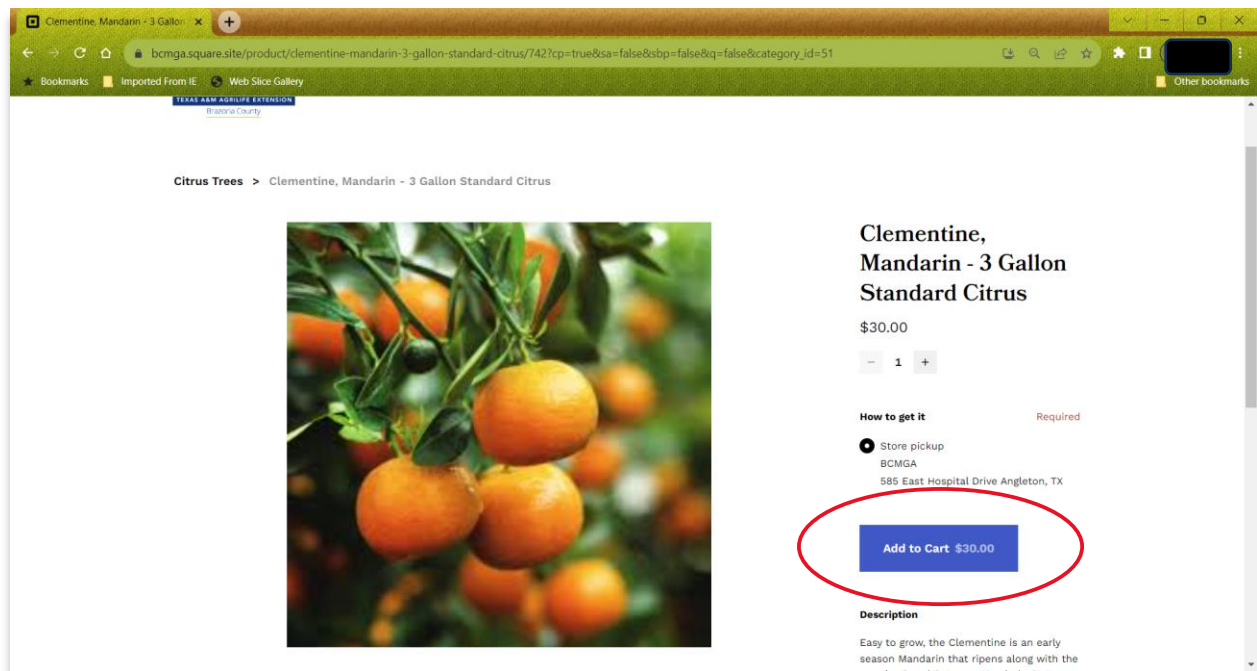 Clementine, Mandarin - 3 Gallon
bcmga.square.site/product/clementine-mandarin-3-gallon-standard-citrus/742?cp=true&sa=false&sbp=false&q=false&category_id=51
Bookmarks Imported From IE Web Slice Gallery Other bookmarks
TEXAS A&M AGRILIFE EXTENSION
Brazoria County
Citrus Trees > Clementine, Mandarin - 3 Gallon Standard Citrus
Clementine,
Mandarin - 3 Gallon
Standard Citrus
$30.00
− 1 +
How to get it Required
Store pickup
BCMGA
585 East Hospital Drive Angleton, TX
Add to Cart $30.00
Description
Easy to grow, the Clementine is an early
season Mandarin that ripens along with the